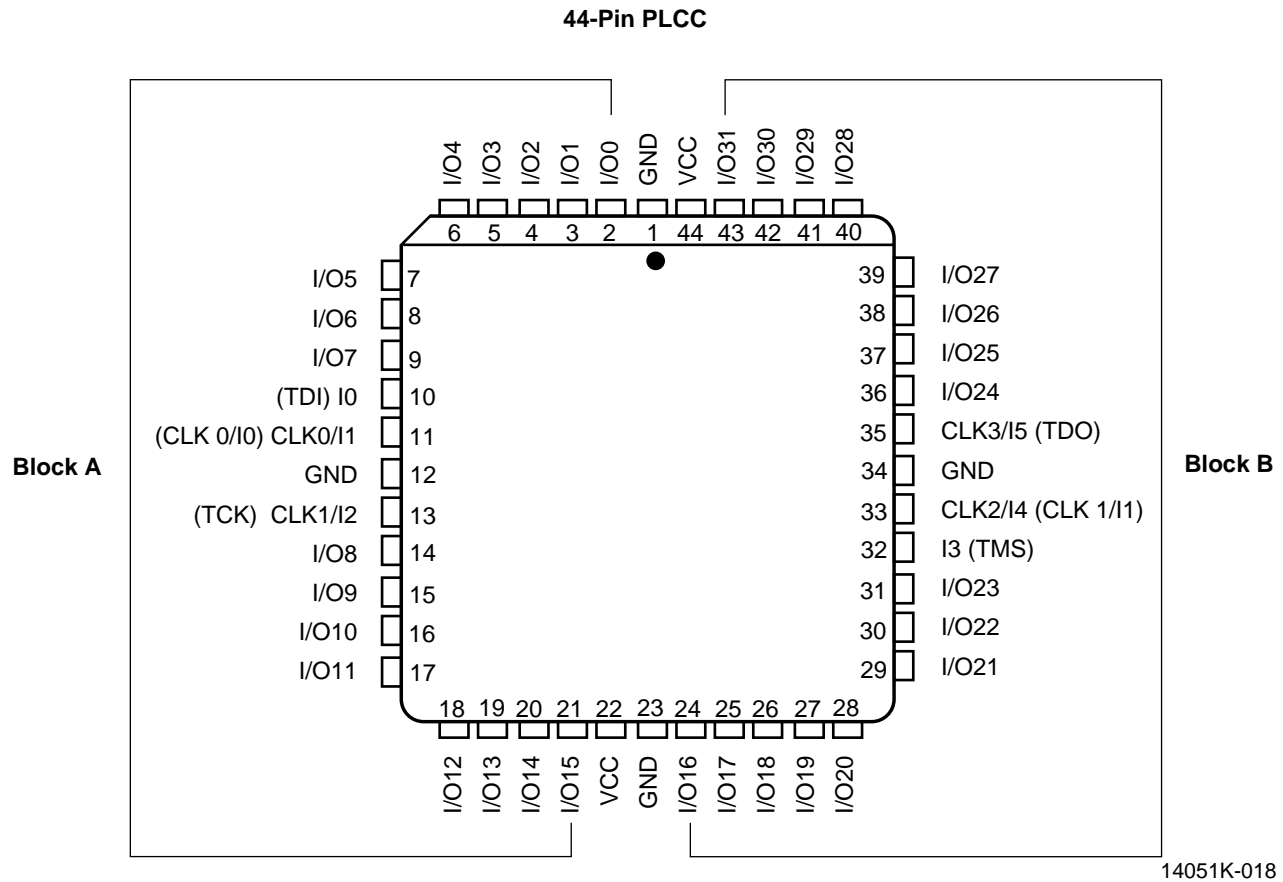 44-Pin PLCC
I/O4 I/O3 I/O2 I/O1 I/O0 GND VCC I/O31 I/O30 I/O29 I/O28
6 5 4 3 2 1 44 43 42 41 40
I/O5 7 39 I/O27
I/O6 8 38 I/O26
I/O7 9 37 I/O25
(TDI) I0 10 36 I/O24
(CLK 0/I0) CLK0/I1 11 35 CLK3/I5 (TDO)
Block A GND 12 34 GND Block B
(TCK) CLK1/I2 13 33 CLK2/I4 (CLK 1/I1)
I/O8 14 32 I3 (TMS)
I/O9 15 31 I/O23
I/O10 16 30 I/O22
I/O11 17 29 I/O21
18 19 20 21 22 23 24 25 26 27 28
I/O12 I/O13 I/O14 I/O15 VCC GND I/O16 I/O17 I/O18 I/O19 I/O20
14051K-018